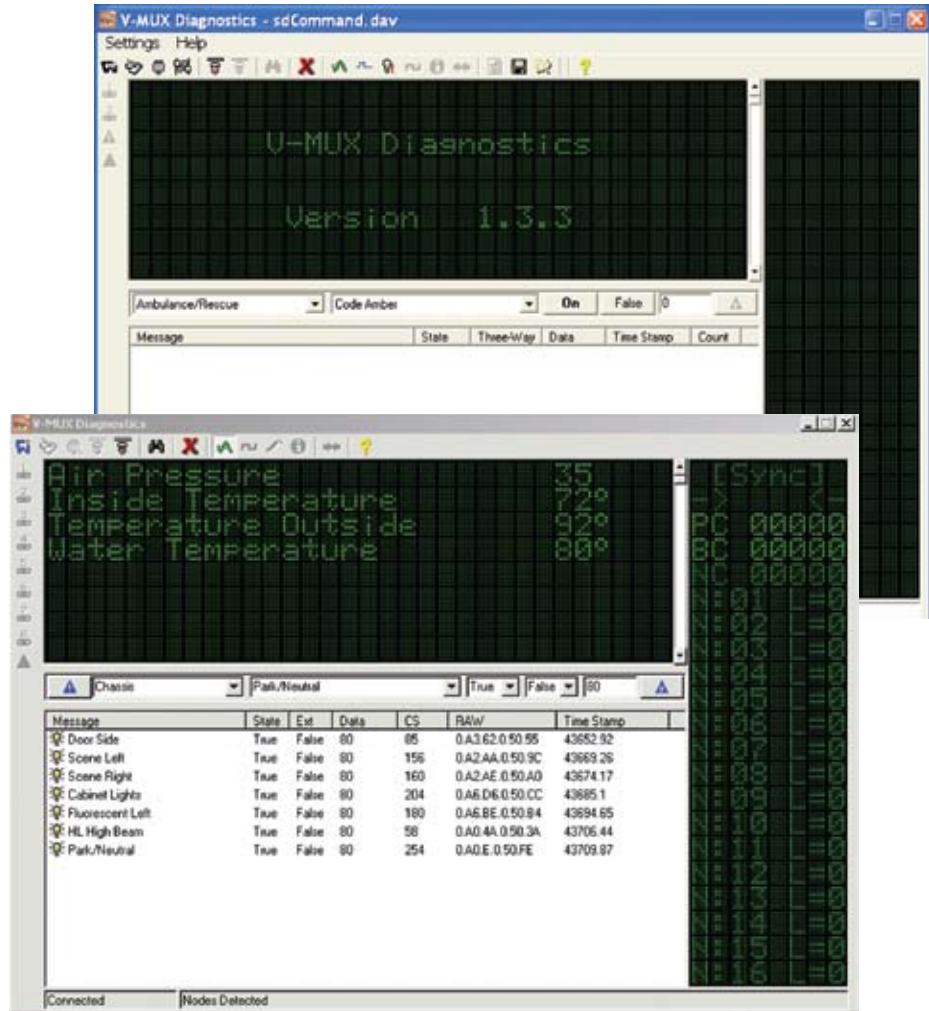 V-MUX Diagnostics - sdCommand.dav
Settings Help
V-MUX Diagnostics
Version 1.3.3
Ambulance/Rescue Code Amber On False 0
Message State Three-Way Data Time Stamp Count
V-MUX Diagnostics
Air Pressure 35
Inside Temperature 72°
Temperature Outside 92°
Water Temperature 80°
[Sync]
-> <-
PC 00000
BC 00000
NC 00000
N:01 L=0
N:02 L=0
N:03 L=0
N:04 L=0
N:05 L=0
N:06 L=0
N:07 L=0
N:08 L=0
N:09 L=0
N:10 L=0
N:11 L=0
N:12 L=0
N:13 L=0
N:14 L=0
N:15 L=0
N:16 L=0
Chassis Park/Neutral True False 80
Message State Ext Data CS RAW Time Stamp
Door Side True False 80 85 0.A3.62.0.50.55 43652.92
Scene Left True False 80 156 0.A2.AA.0.50.9C 43669.26
Scene Right True False 80 160 0.A2.AE.0.50.A0 43674.17
Cabinet Lights True False 80 204 0.A6.D6.0.50.CC 43685.1
Fluorescent Left True False 80 180 0.A6.BE.0.50.B4 43694.65
HL High Beam True False 80 58 0.A0.4A.0.50.3A 43706.44
Park/Neutral True False 80 254 0.A0.E.0.50.FE 43709.87
Connected Nodes Detected